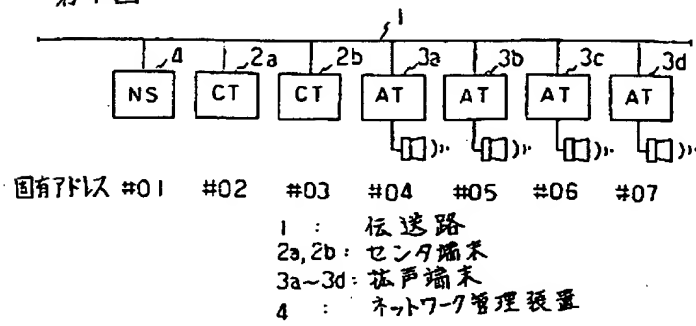 第1図
1
4 2a 2b 3a 3b 3c 3d
NS CT CT AT AT AT AT
固有アドレス #01 #02 #03 #04 #05 #06 #07
1 : 伝送路
2a,2b: センタ端末
3a~3d: 拡声端末
4 : ネットワーク管理装置